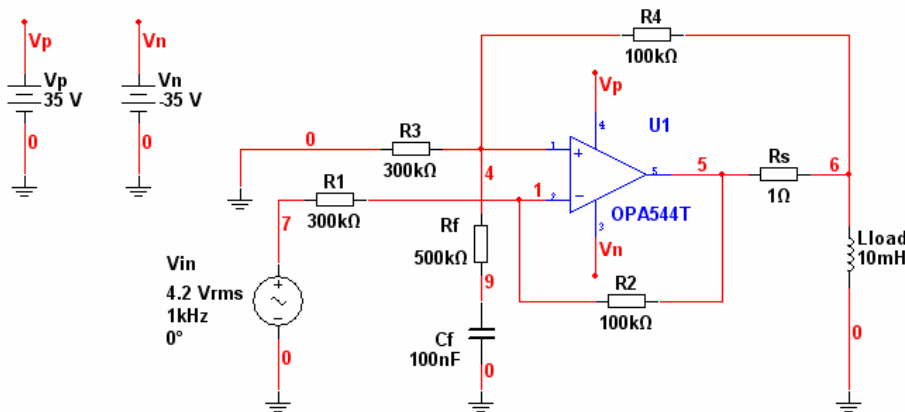 Vp
Vn
Vp
35 V
Vn
-35 V
0
0
R4
100kΩ
Vp
4
U1
0
R3
300kΩ
1
4
+
5
5
Rs
1Ω
6
R1
300kΩ
1
2
−
OPA544T
3
7
Rf
500kΩ
Vn
Lload
10mH
Vin
4.2 Vrms
1kHz
0°
+
−
9
R2
100kΩ
Cf
100nF
0
0
0